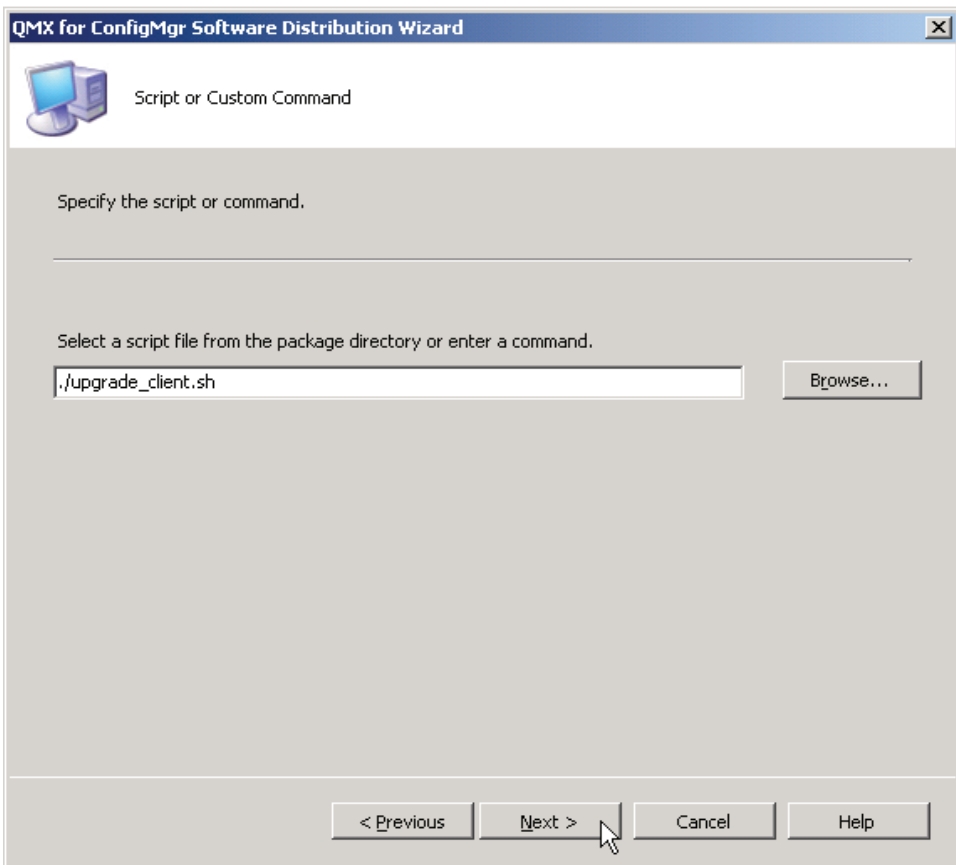 QMX for ConfigMgr Software Distribution Wizard
Script or Custom Command
Specify the script or command.
Select a script file from the package directory or enter a command.
./upgrade_client.sh
Browse...
< Previous
Next >
Cancel
Help